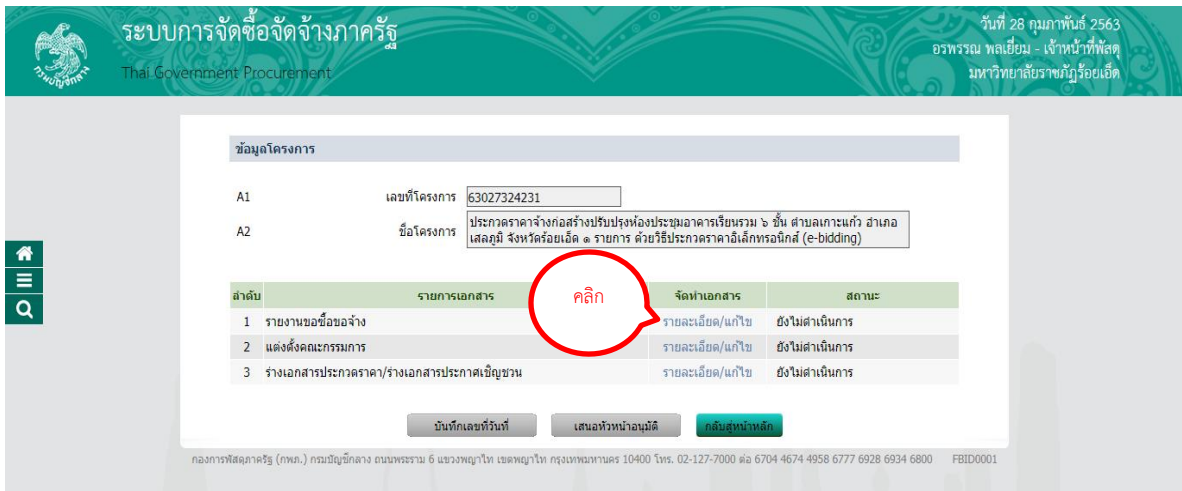 ระบบการจัดซื้อจัดจ้างภาครัฐ
Thai Government Procurement
วันที่ 28 กุมภาพันธ์ 2563
อรพรรณ พลเยี่ยม - เจ้าหน้าที่พัสดุ
มหาวิทยาลัยราชภัฏร้อยเอ็ด
กรมบัญชีกลาง
ข้อมูลโครงการ
A1 เลขที่โครงการ 63027324231
A2 ชื่อโครงการ ประกวดราคาจ้างก่อสร้างปรับปรุงห้องประชุมอาคารเรียนรวม ๖ ชั้น ตำบลเกาะแก้ว อำเภอ
เสลภูมิ จังหวัดร้อยเอ็ด ๑ รายการ ด้วยวิธีประกวดราคาอิเล็กทรอนิกส์ (e-bidding)
คลิก
ลำดับ รายการเอกสาร จัดทำเอกสาร สถานะ
1 รายงานขอซื้อขอจ้าง รายละเอียด/แก้ไข ยังไม่ดำเนินการ
2 แต่งตั้งคณะกรรมการ รายละเอียด/แก้ไข ยังไม่ดำเนินการ
3 ร่างเอกสารประกวดราคา/ร่างเอกสารประกาศเชิญชวน รายละเอียด/แก้ไข ยังไม่ดำเนินการ
บันทึกเลขที่วันที่ เสนอหัวหน้าอนุมัติ กลับสู่หน้าหลัก
กองการพัสดุภาครัฐ (กพภ.) กรมบัญชีกลาง ถนนพระราม 6 แขวงพญาไท เขตพญาไท กรุงเทพมหานคร 10400 โทร. 02-127-7000 ต่อ 6704 4674 4958 6777 6928 6934 6800 FBID0001